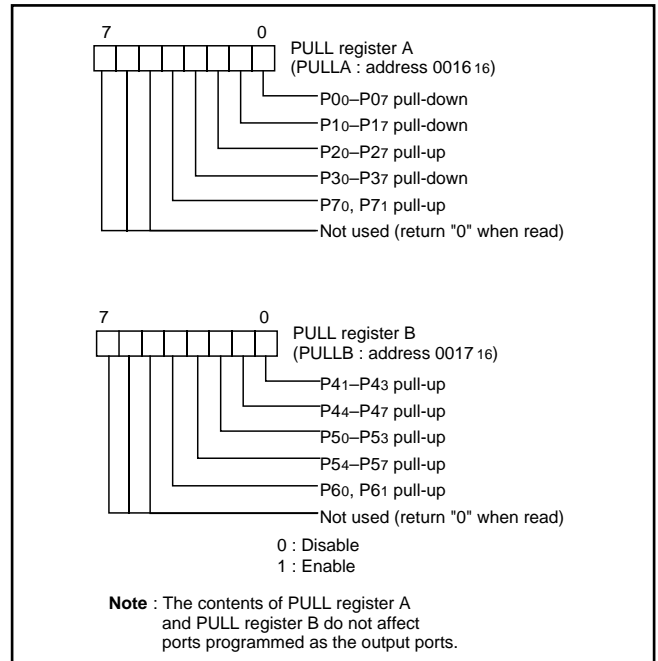 7 0
PULL register A
(PULLA : address 0016 16)
P00–P07 pull-down
P10–P17 pull-down
P20–P27 pull-up
P30–P37 pull-down
P70, P71 pull-up
Not used (return "0" when read)
7 0
PULL register B
(PULLB : address 0017 16)
P41–P43 pull-up
P44–P47 pull-up
P50–P53 pull-up
P54–P57 pull-up
P60, P61 pull-up
Not used (return "0" when read)
0 : Disable
1 : Enable
Note : The contents of PULL register A
and PULL register B do not affect
ports programmed as the output ports.